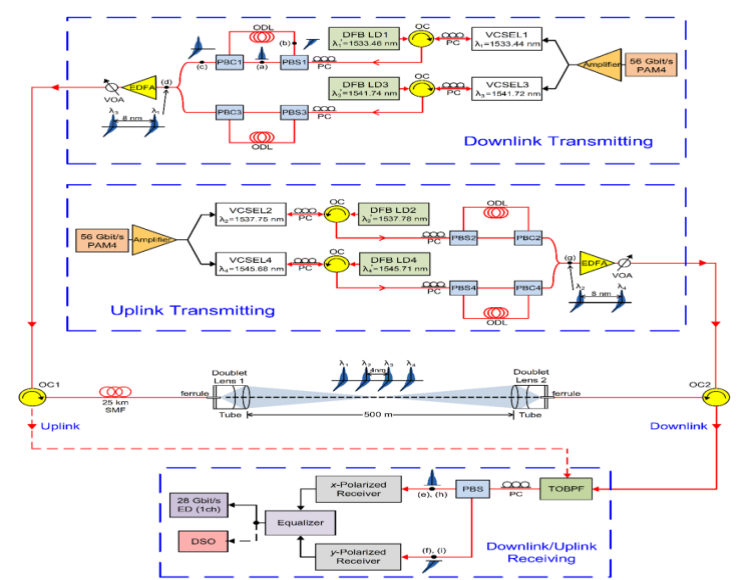 ODL
OC
DFB LD1
λ₁'=1533.46 nm
VCSEL1
λ₁=1533.44 nm
(b)
(c)
PBC1
(a)
PBS1
PC
PC
Amplifier
56 Gbit/s
PAM4
DFB LD3
λ₃'=1541.74 nm
VCSEL3
λ₃=1541.72 nm
PC
EDFA
(d)
VOA
PBC3
PBS3
PC
λ₃
λ₁
8 nm
ODL
Downlink Transmitting
OC
ODL
VCSEL2
λ₂=1537.75 nm
PC
DFB LD2
λ₂'=1537.78 nm
56 Gbit/s
PAM4
Amplifier
PC
PBS2
PBC2
OC
VCSEL4
λ₄=1545.68 nm
PC
DFB LD4
λ₄'=1545.71 nm
(g)
EDFA
VOA
PC
PBS4
PBC4
λ₂
λ₄
8 nm
ODL
Uplink Transmitting
λ₁
λ₂
λ₃
λ₄
4nm
Doublet
Lens 1
Doublet
Lens 2
OC1
25 km
SMF
ferrule
ferrule
OC2
Tube
500 m
Tube
Uplink
Downlink
x-Polarized
Receiver
(e), (h)
PBS
PC
TOBPF
28 Gbit/s
ED (1ch)
Equalizer
DSO
y-Polarized
Receiver
(f), (i)
Downlink/Uplink
Receiving